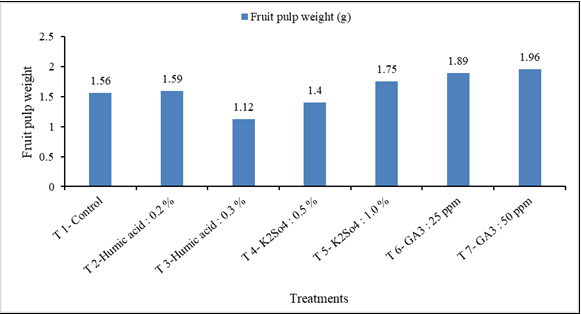 Fruit pulp weight (g)
Fruit pulp weight
2.5
2
1.5
1
0.5
0
1.56
1.59
1.12
1.4
1.75
1.89
1.96
T 1- Control
T 2-Humic acid : 0.2 %
T 3-Humic acid : 0.3 %
T 4- K2So4 : 0.5 %
T 5- K2So4 : 1.0 %
T 6- GA3 : 25 ppm
T 7- GA3 : 50 ppm
Treatments